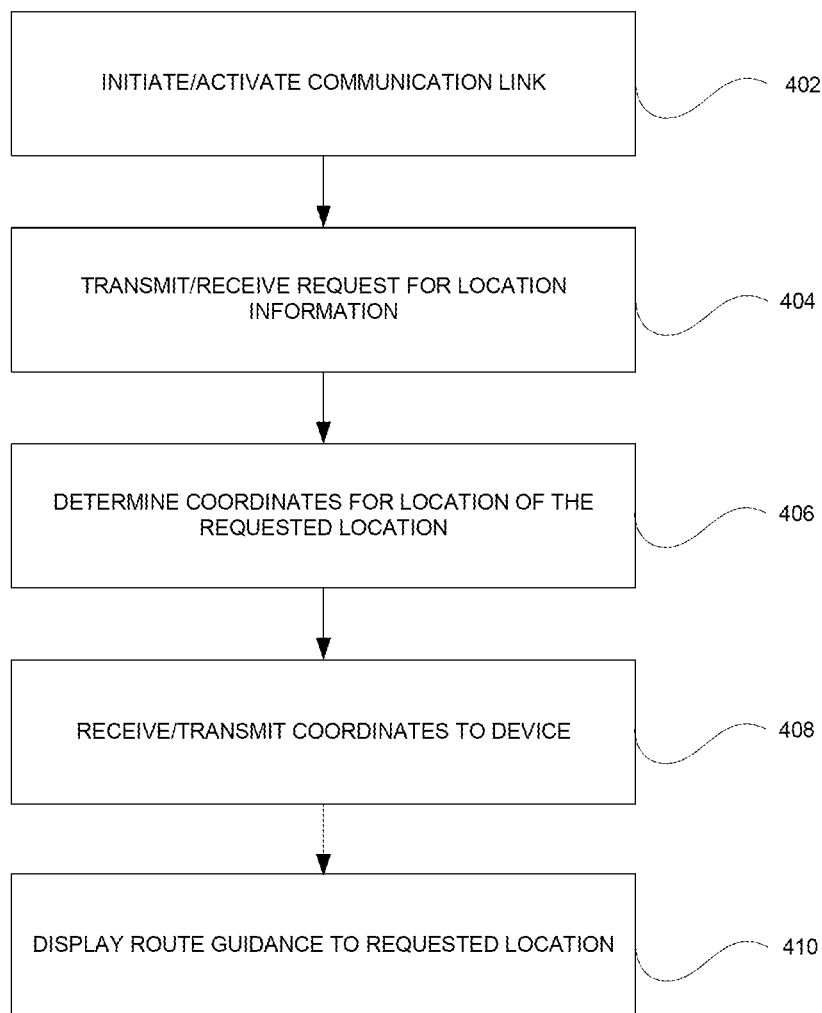 INITIATE/ACTIVATE COMMUNICATION LINK
402
TRANSMIT/RECEIVE REQUEST FOR LOCATION
INFORMATION
404
DETERMINE COORDINATES FOR LOCATION OF THE
REQUESTED LOCATION
406
RECEIVE/TRANSMIT COORDINATES TO DEVICE
408
DISPLAY ROUTE GUIDANCE TO REQUESTED LOCATION
410